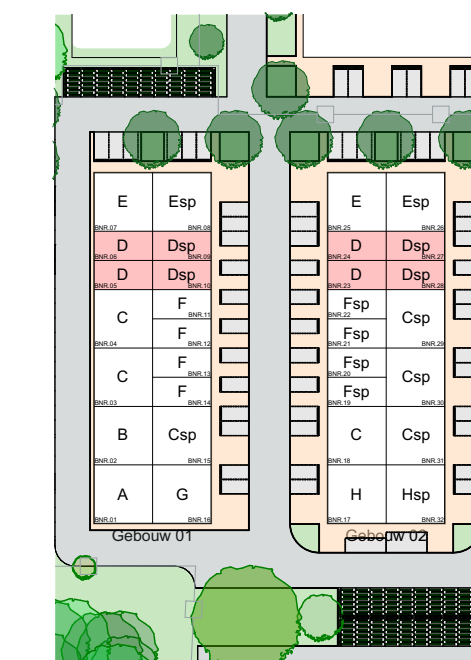 E Esp E Esp
BNR.07 BNR.08 BNR.25 BNR.26
D Dsp D Dsp
BNR.06 BNR.09 BNR.24 BNR.27
D Dsp D Dsp
BNR.05 BNR.10 BNR.23 BNR.28
F Fsp
BNR.11 BNR.22
C C Csp
F Fsp
BNR.04 BNR.12 BNR.21 BNR.29
F Fsp
BNR.13 BNR.20
C Csp
F Fsp
BNR.03 BNR.14 BNR.19 BNR.30
B Csp C Csp
BNR.02 BNR.15 BNR.18 BNR.31
A G H Hsp
BNR.01 BNR.16 BNR.17 BNR.32
Gebouw 01 Gebouw 02